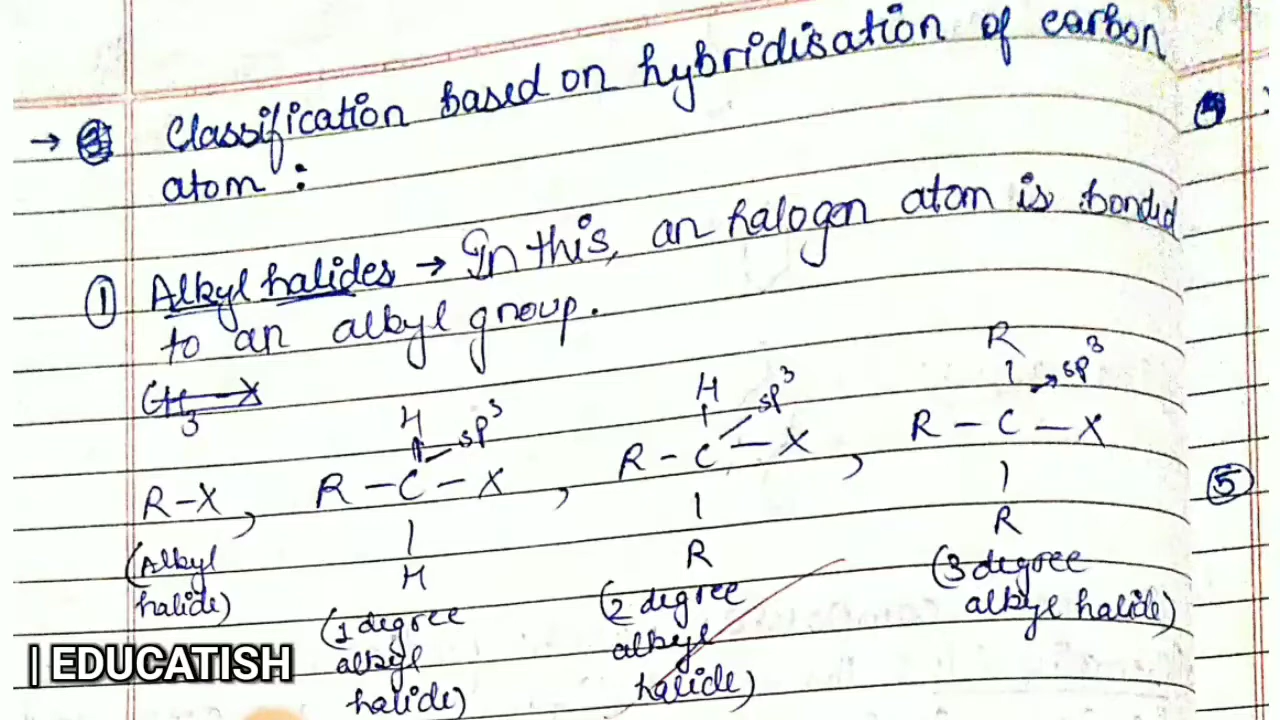 → Classification based on hybridisation of carbon
atom :
① Alkyl halides → In this, an halogen atom is bonded
to an alkyl group.
CH3—X
R
H
H
sp3
sp3
sp3
R – X , R – C – X , R – C – X , R – C – X
H
R
R
(Alkyl
halide)
(1 degree
alkyl
halide)
(2 degree
alkyl
halide)
(3 degree
alkyl halide)
⑤
| EDUCATISH